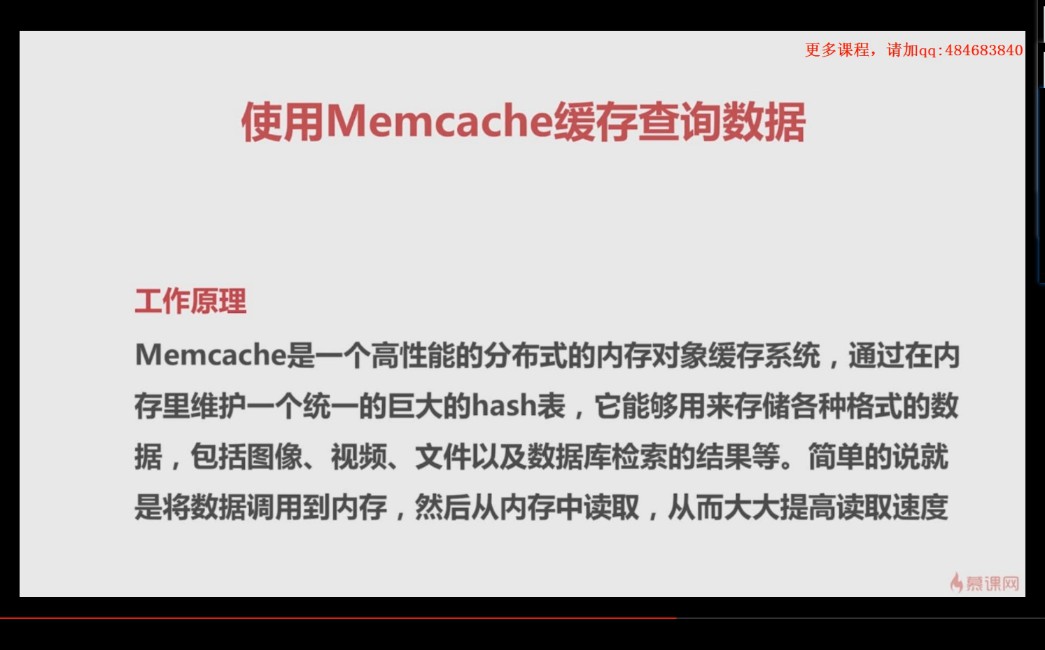 更多课程，请加qq:484683840
使用Memcache缓存查询数据
工作原理
Memcache是一个高性能的分布式的内存对象缓存系统，通过在内
存里维护一个统一的巨大的hash表，它能够用来存储各种格式的数
据，包括图像、视频、文件以及数据库检索的结果等。简单的说就
是将数据调用到内存，然后从内存中读取，从而大大提高读取速度
慕课网